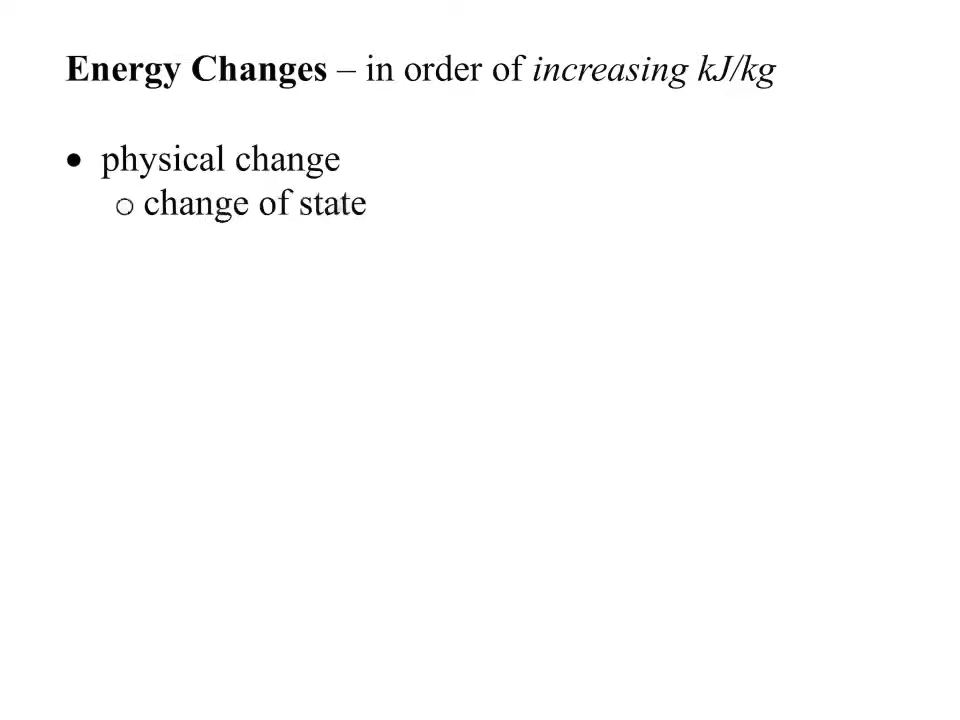 Energy Changes – in order of increasing kJ/kg
• physical change
o change of state